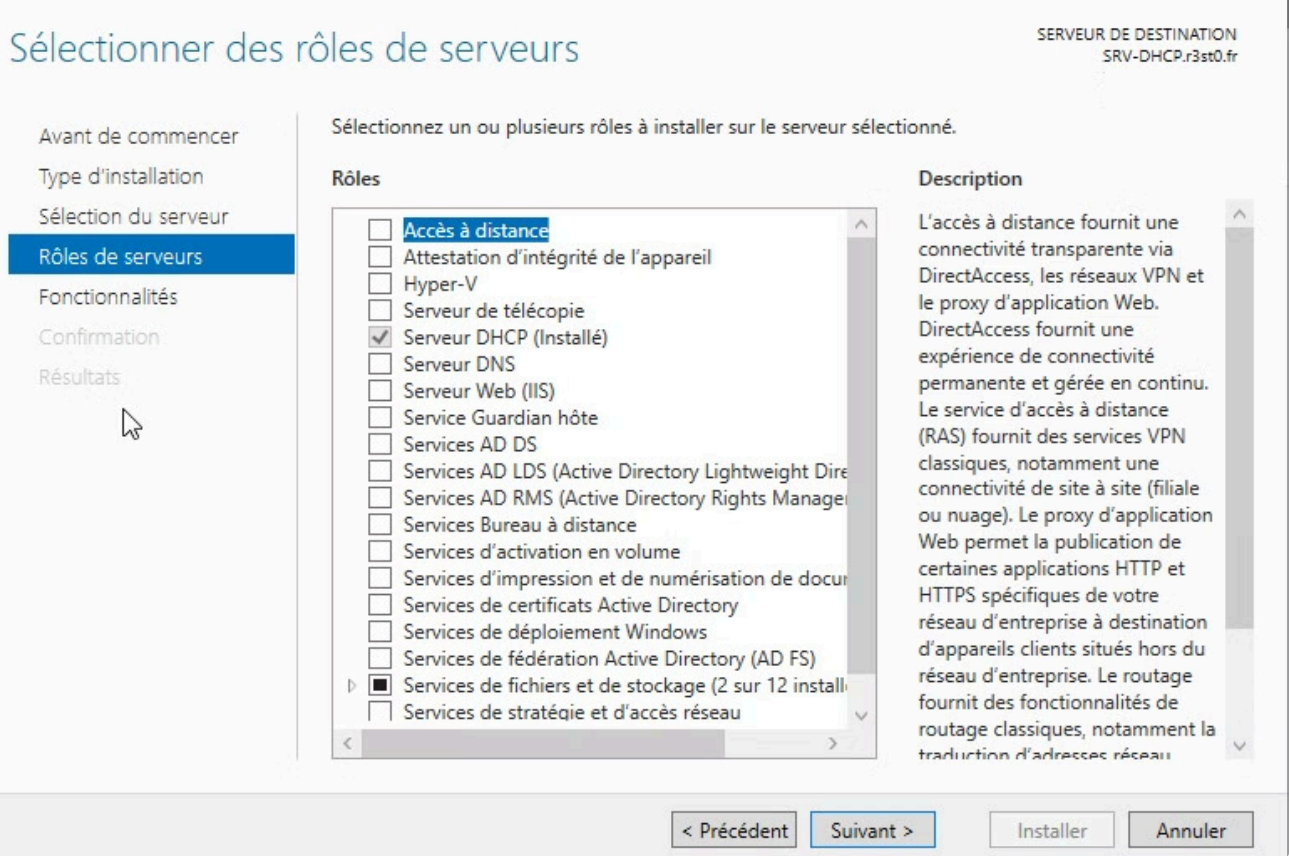 Sélectionner des rôles de serveurs
SERVEUR DE DESTINATION
SRV-DHCP.r3st0.fr
Avant de commencer
Type d'installation
Sélection du serveur
Rôles de serveurs
Fonctionnalités
Confirmation
Résultats
Sélectionnez un ou plusieurs rôles à installer sur le serveur sélectionné.
Rôles
Accès à distance
Attestation d'intégrité de l'appareil
Hyper-V
Serveur de télécopie
Serveur DHCP (Installé)
Serveur DNS
Serveur Web (IIS)
Service Guardian hôte
Services AD DS
Services AD LDS (Active Directory Lightweight Dire
Services AD RMS (Active Directory Rights Manage
Services Bureau à distance
Services d'activation en volume
Services d'impression et de numérisation de docu
Services de certificats Active Directory
Services de déploiement Windows
Services de fédération Active Directory (AD FS)
Services de fichiers et de stockage (2 sur 12 install
Services de stratégie et d'accès réseau
Description
L'accès à distance fournit une
connectivité transparente via
DirectAccess, les réseaux VPN et
le proxy d'application Web.
DirectAccess fournit une
expérience de connectivité
permanente et gérée en continu.
Le service d'accès à distance
(RAS) fournit des services VPN
classiques, notamment une
connectivité de site à site (filiale
ou nuage). Le proxy d'application
Web permet la publication de
certaines applications HTTP et
HTTPS spécifiques de votre
réseau d'entreprise à destination
d'appareils clients situés hors du
réseau d'entreprise. Le routage
fournit des fonctionnalités de
routage classiques, notamment la
traduction d'adresses réseau
< Précédent
Suivant >
Installer
Annuler